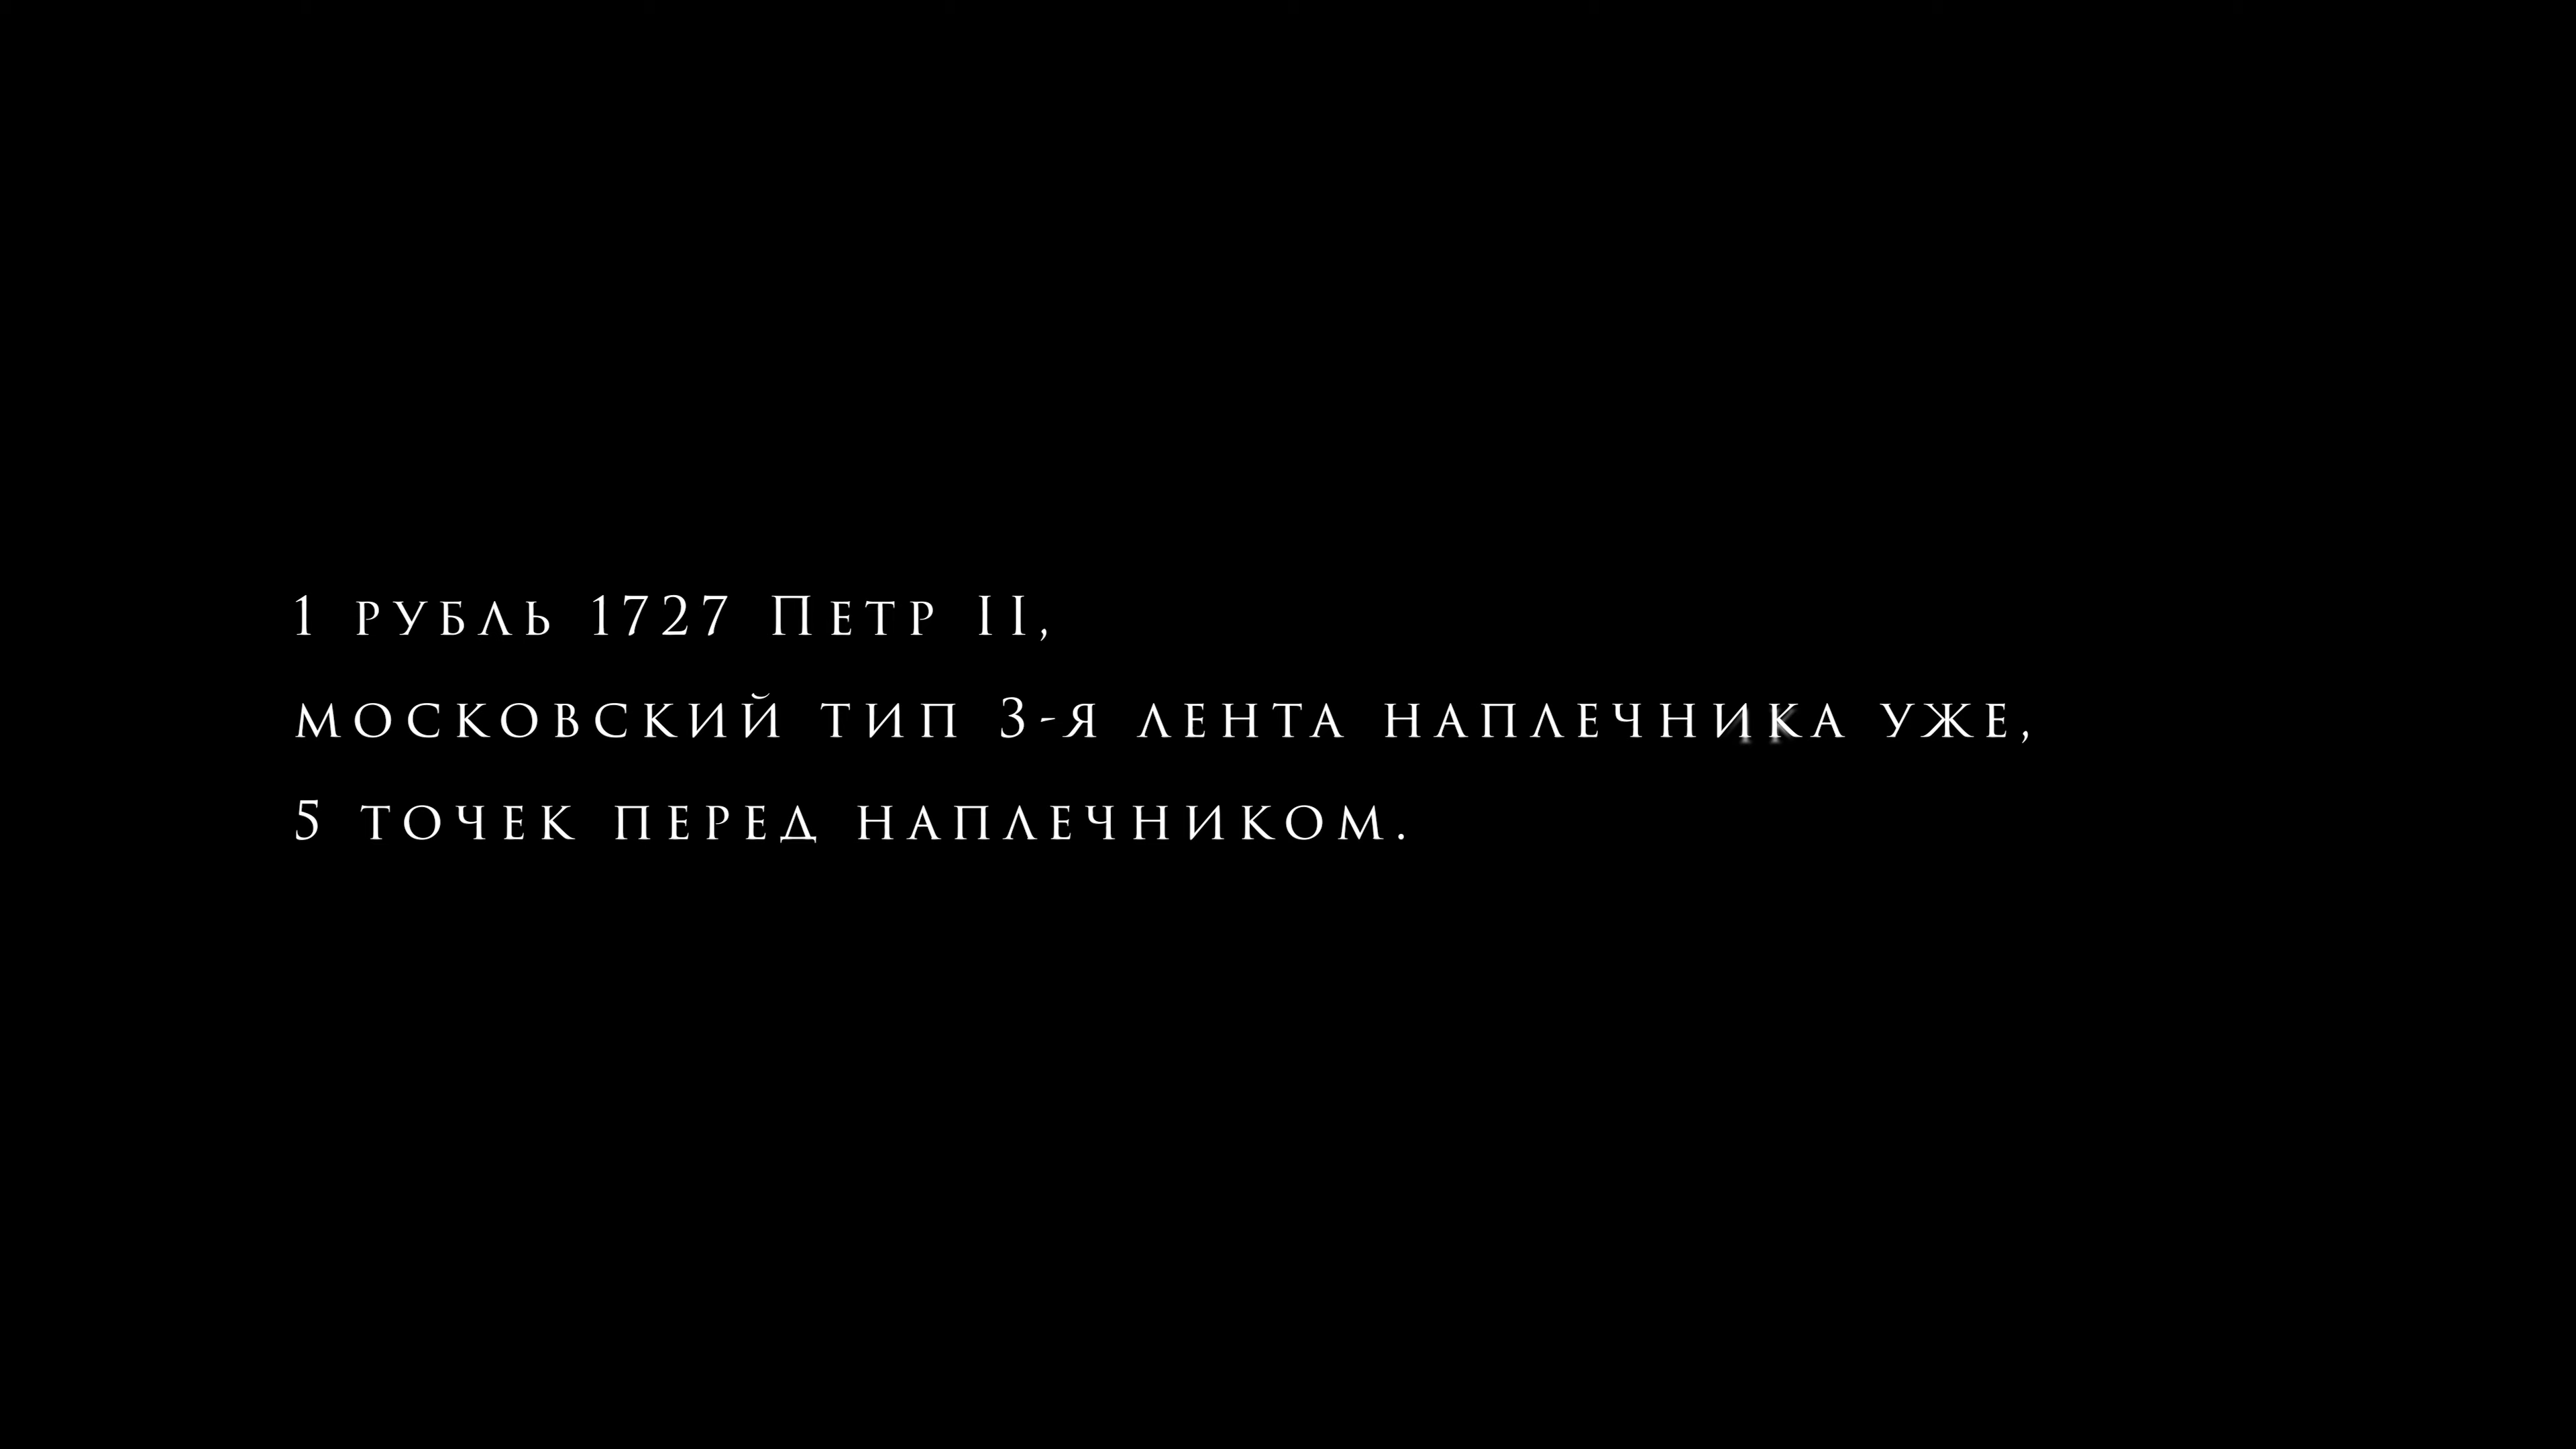 1 рубль 1727 Петр II,
московский тип 3-я лента наплечника уже,
5 точек перед наплечником.